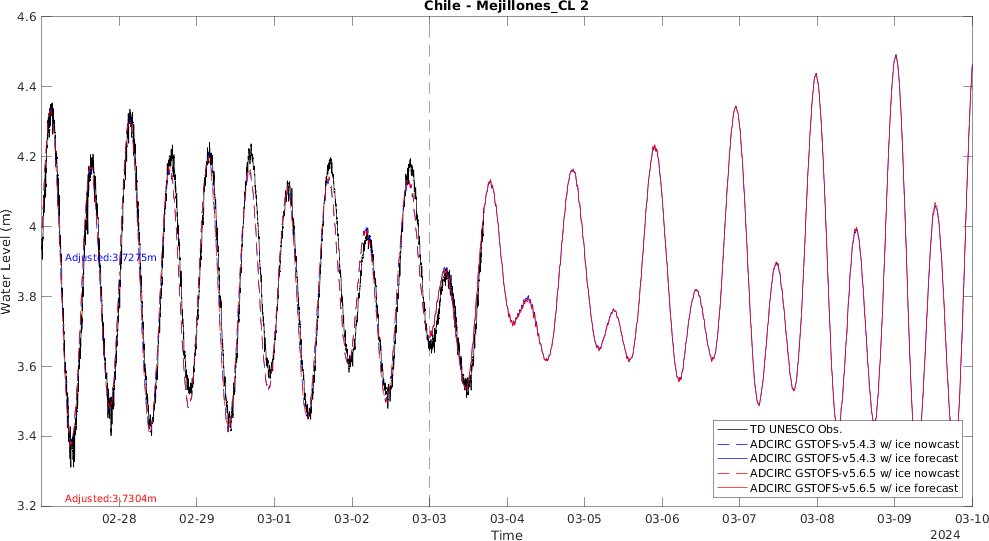 Chile - Mejillones_CL 2
4.6
4.4
4.2
4
3.8
3.6
3.4
3.2
Water Level (m)
Adjusted:3.7275m
Adjusted:3.7304m
TD UNESCO Obs.
ADCIRC GSTOFS-v5.4.3 w/ ice nowcast
ADCIRC GSTOFS-v5.4.3 w/ ice forecast
ADCIRC GSTOFS-v5.6.5 w/ ice nowcast
ADCIRC GSTOFS-v5.6.5 w/ ice forecast
02-28 02-29 03-01 03-02 03-03 03-04 03-05 03-06 03-07 03-08 03-09 03-10
Time
2024